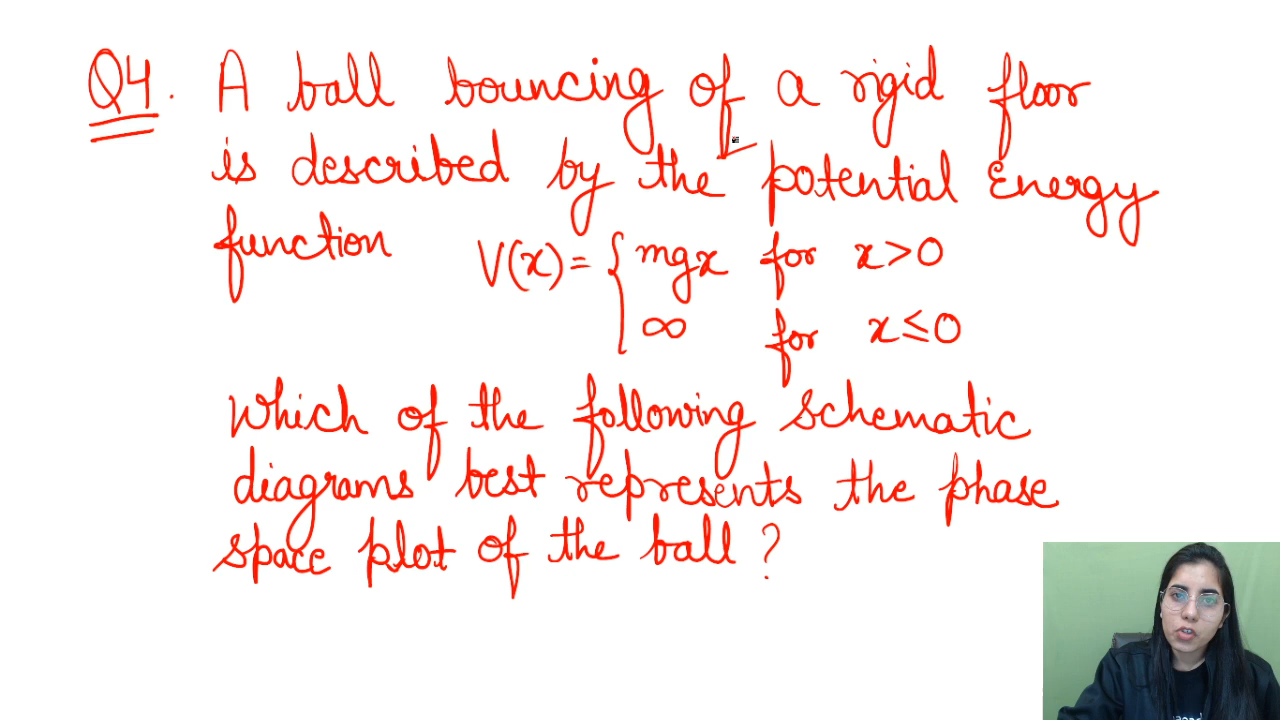 Q4. A ball bouncing of a rigid floor
is described by the potential Energy
function V(x) = { mgx for x>0
∞ for x≤0
Which of the following schematic
diagrams best represents the phase
space plot of the ball ?